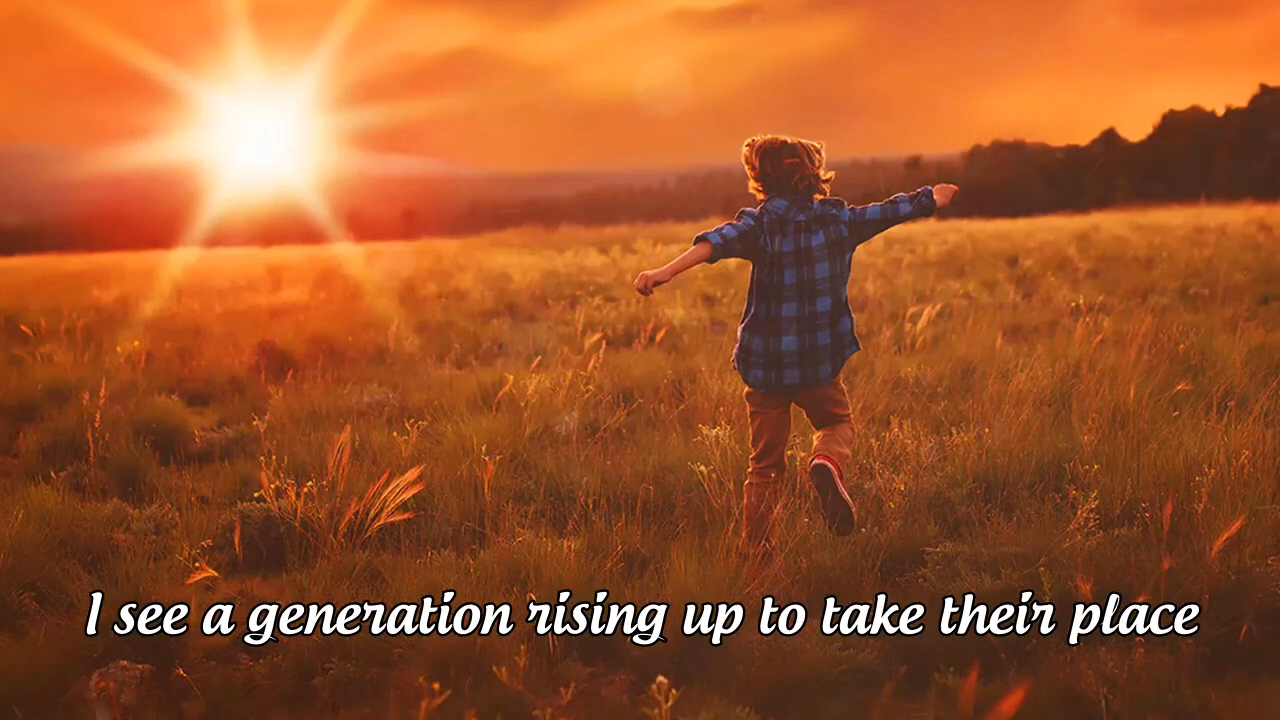 I see a generation rising up to take their place